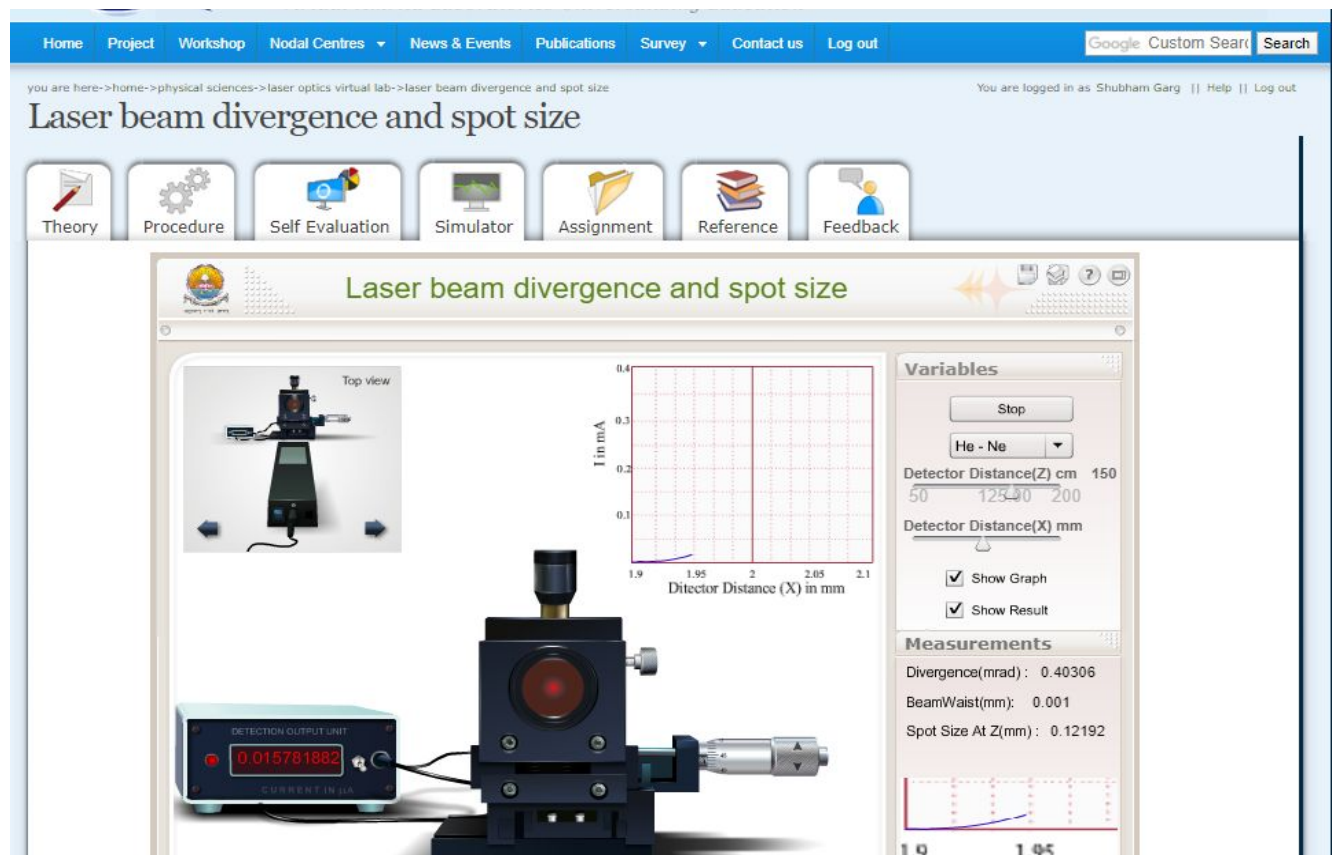 Home Project Workshop Nodal Centres News & Events Publications Survey Contact us Log out Google Custom Searc Search
you are here->home->physical sciences->laser optics virtual lab->laser beam divergence and spot size
You are logged in as Shubham Garg || Help || Log out
Laser beam divergence and spot size
Theory Procedure Self Evaluation Simulator Assignment Reference Feedback
Laser beam divergence and spot size
Top view
0.4
0.3
0.2
0.1
I in mA
1.9 1.95 2 2.05 2.1
Ditector Distance (X) in mm
DETECTION OUTPUT UNIT
0.015781882
CURRENT IN µA
Variables
Stop
He - Ne
Detector Distance(Z) cm 150
50 125 200
Detector Distance(X) mm
Show Graph
Show Result
Measurements
Divergence(mrad) : 0.40306
BeamWaist(mm): 0.001
Spot Size At Z(mm) : 0.12192
1.9 1.95